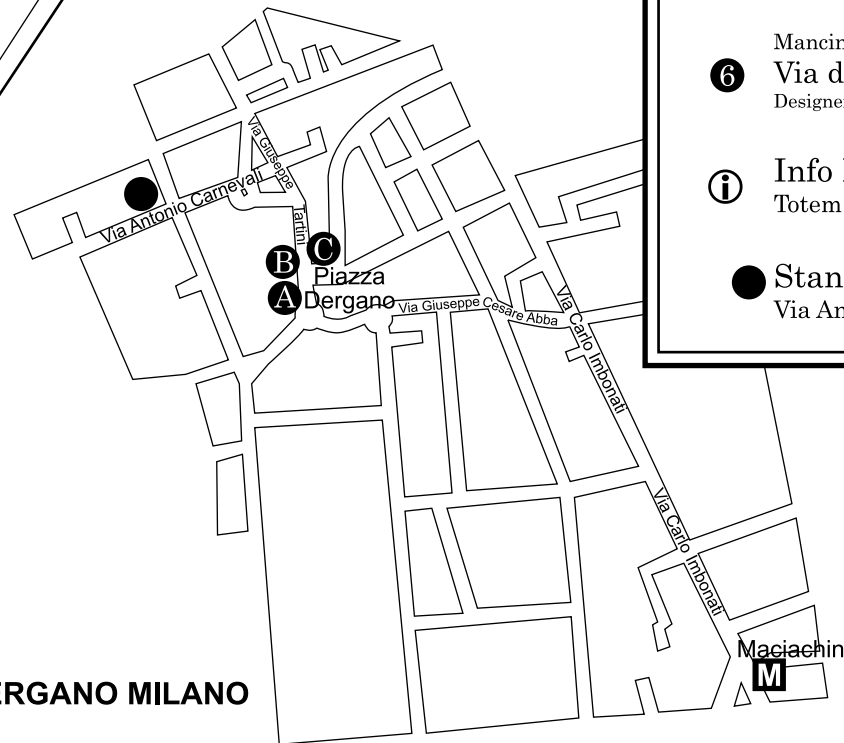 Mancin
6 Via d
Designe
i Info
Totem
Stan
Via An
Via Giuseppe
Tartini
Via Antonio Carnevali
B
C
A
Piazza
Dergano
Via Giuseppe Cesare Abba
Via Carlo Imbonati
Via Carlo Imbonati
Maciachin
M
ERGANO MILANO